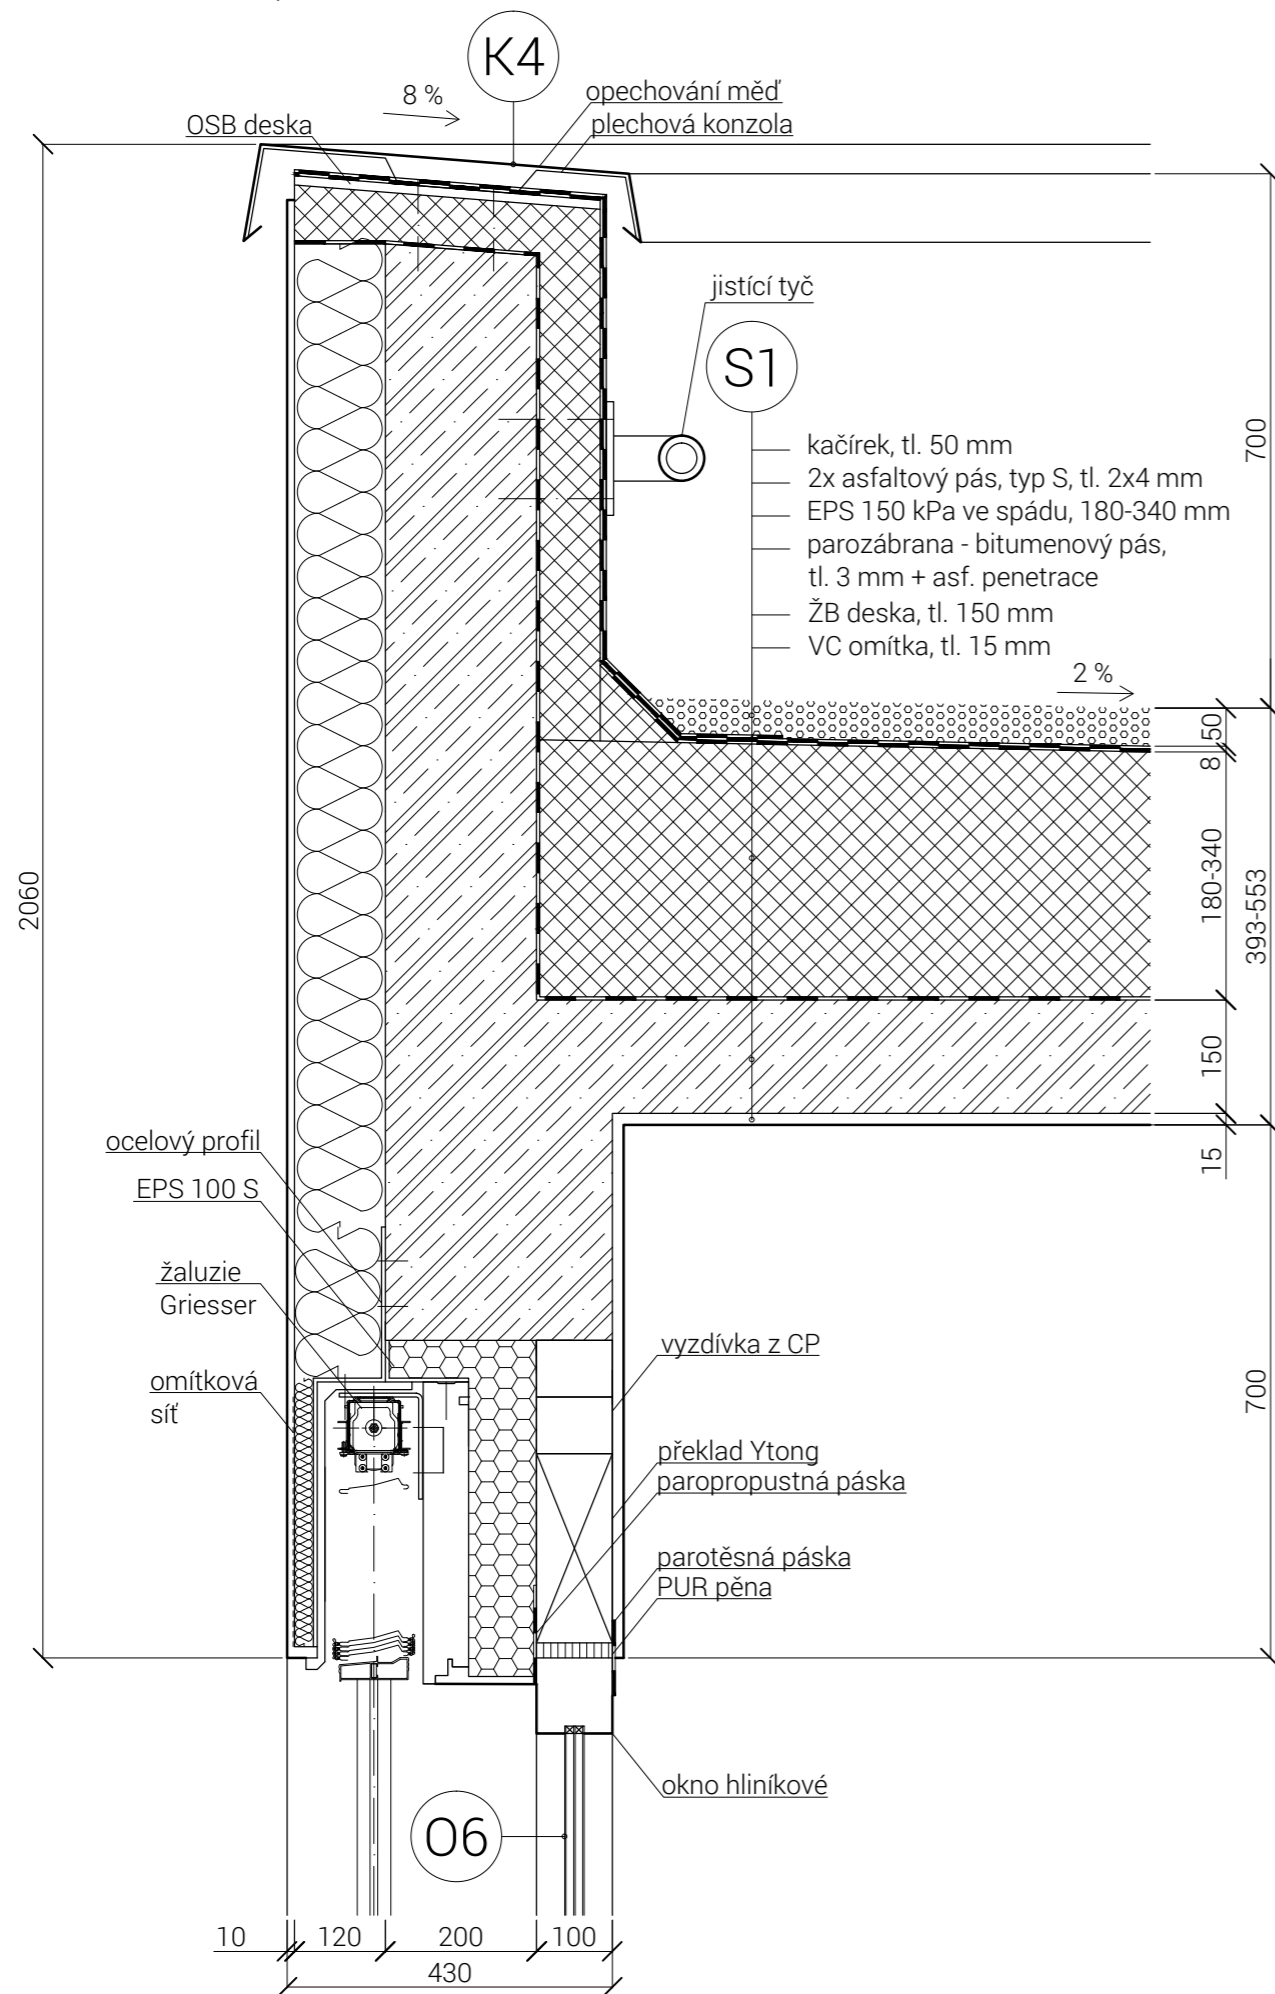 K4
8 %
opechování měď
OSB deska
plechová konzola
jistící tyč
S1
kačírek, tl. 50 mm
2x asfaltový pás, typ S, tl. 2x4 mm
EPS 150 kPa ve spádu, 180-340 mm
parozábrana - bitumenový pás,
tl. 3 mm + asf. penetrace
ŽB deska, tl. 150 mm
VC omítka, tl. 15 mm
2 %
700
50
8
180-340
393-553
150
15
700
2060
ocelový profil
EPS 100 S
žaluzie
Griesser
omítková
síť
vyzdívka z CP
překlad Ytong
paropropustná páska
parotěsná páska
PUR pěna
okno hliníkové
O6
10
120
200
100
430